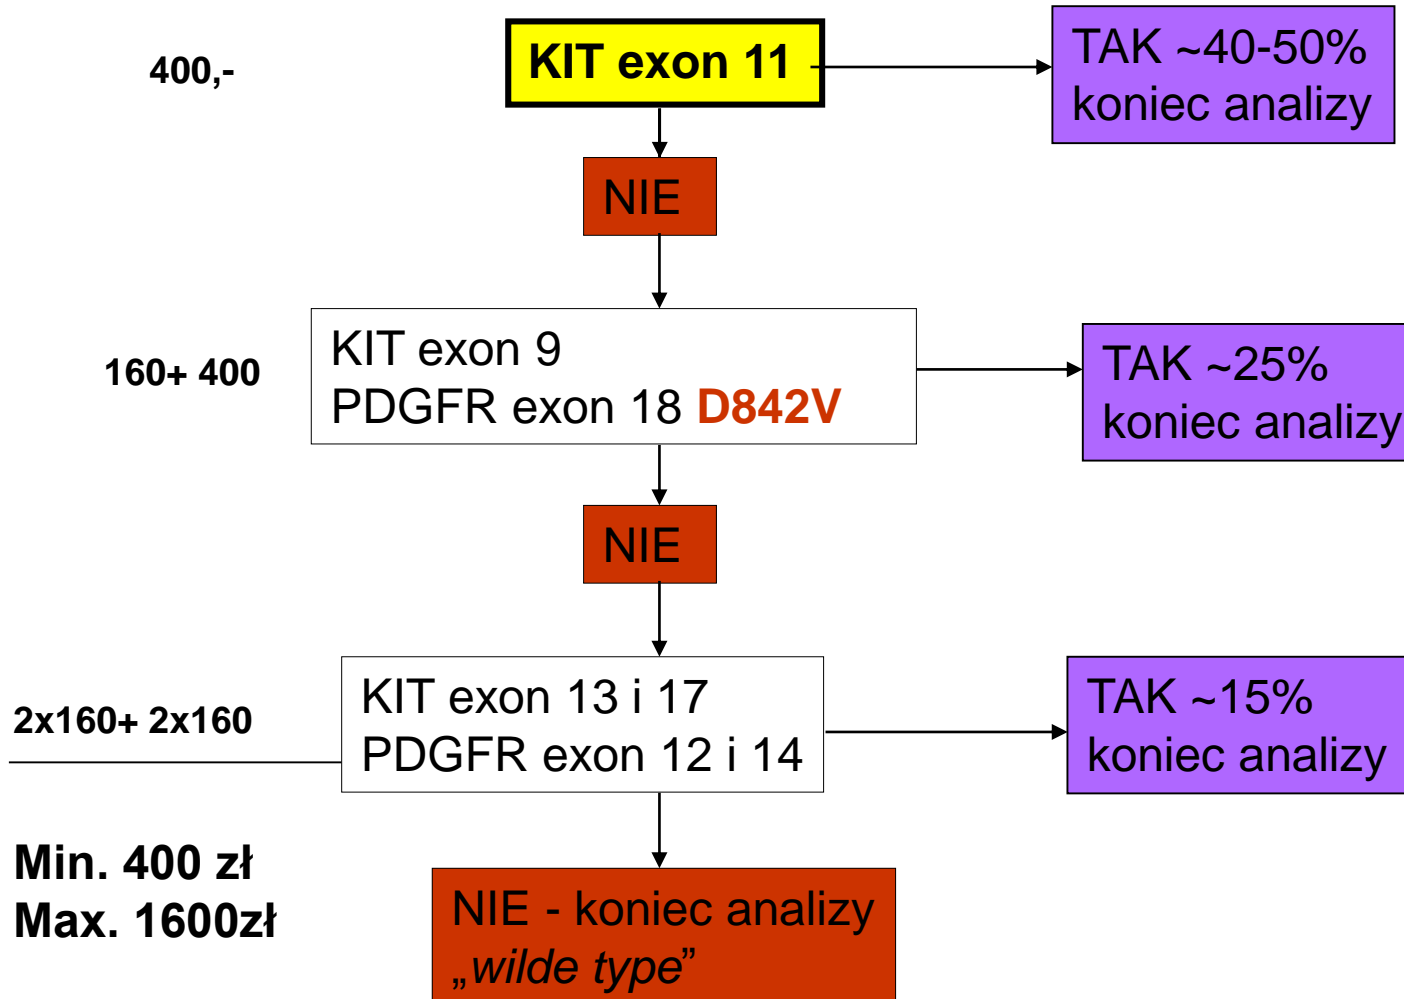 400,-
KIT exon 11
TAK ~40-50%
koniec analizy
NIE
160+ 400
KIT exon 9
PDGFR exon 18 D842V
TAK ~25%
koniec analizy
NIE
2x160+ 2x160
KIT exon 13 i 17
PDGFR exon 12 i 14
TAK ~15%
koniec analizy
Min. 400 zł
Max. 1600zł
NIE - koniec analizy
„wilde type”